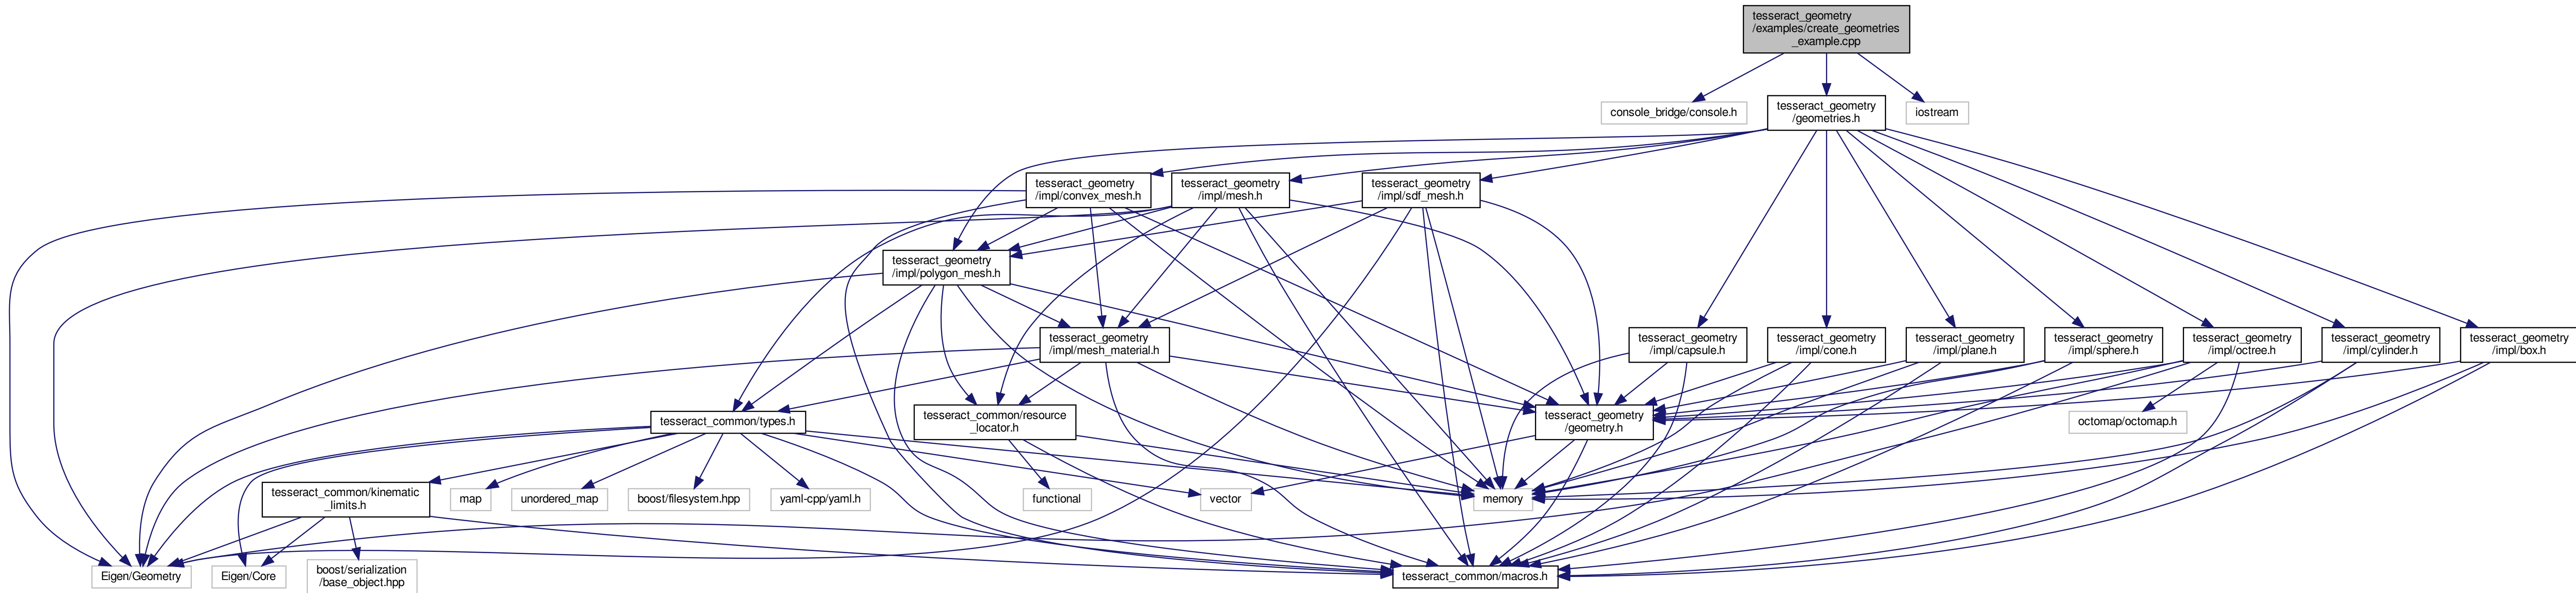 tesseract_geometry
/examples/create_geometries
_example.cpp
console_bridge/console.h
tesseract_geometry
/geometries.h
iostream
tesseract_geometry
/impl/convex_mesh.h
tesseract_geometry
/impl/mesh.h
tesseract_geometry
/impl/sdf_mesh.h
tesseract_geometry
/impl/polygon_mesh.h
tesseract_geometry
/impl/mesh_material.h
tesseract_geometry
/impl/capsule.h
tesseract_geometry
/impl/cone.h
tesseract_geometry
/impl/plane.h
tesseract_geometry
/impl/sphere.h
tesseract_geometry
/impl/octree.h
tesseract_geometry
/impl/cylinder.h
tesseract_geometry
/impl/box.h
tesseract_common/types.h
tesseract_common/resource
_locator.h
tesseract_geometry
/geometry.h
octomap/octomap.h
tesseract_common/kinematic
_limits.h
map
unordered_map
boost/filesystem.hpp
yaml-cpp/yaml.h
functional
vector
memory
Eigen/Geometry
Eigen/Core
boost/serialization
/base_object.hpp
tesseract_common/macros.h